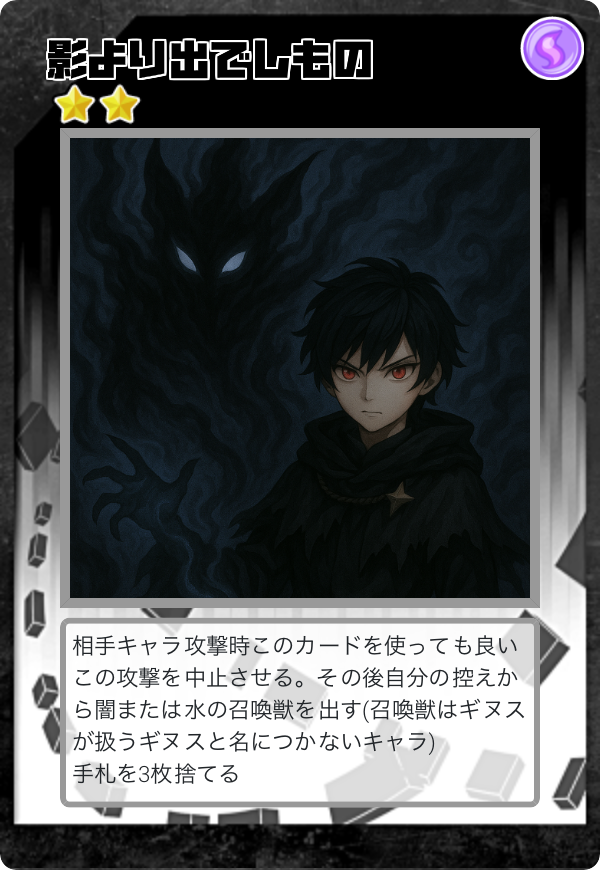 影より出でしもの
相手キャラ攻撃時このカードを使っても良い
この攻撃を中止させる。その後自分の控えか
ら闇または水の召喚獣を出す(召喚獣はギヌス
が扱うギヌスと名につかないキャラ)
手札を3枚捨てる